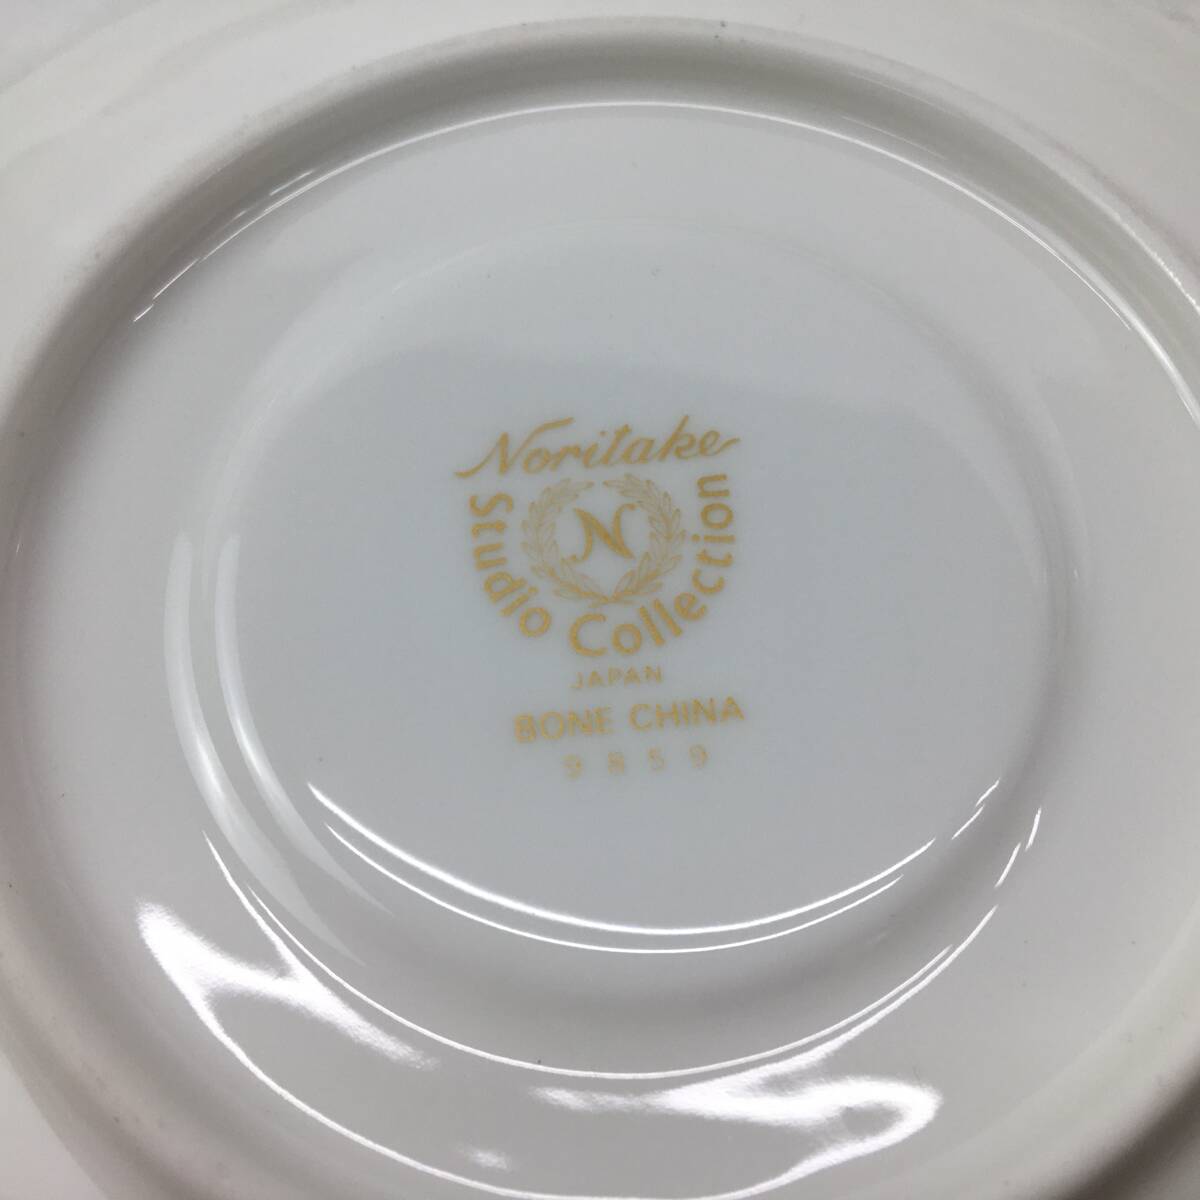 Noritake
N
Studio Collection
JAPAN
BONE CHINA
9859